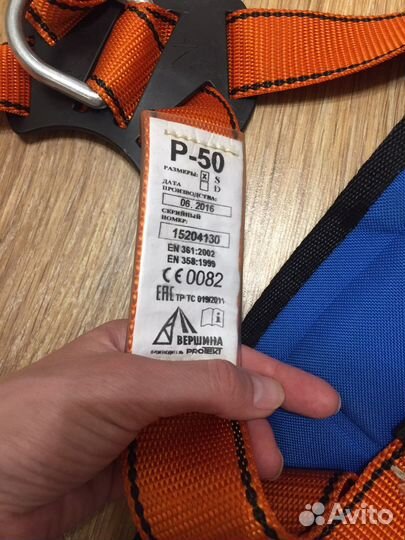 P-50
РАЗМЕРЫ: X S
D
ДАТА
ПРОИЗВОДСТВА:
06. 2016
СЕРИЙНЫЙ
НОМЕР:
15204130
EN 361:2002
EN 358:1999
CE 0082
EAC ТР ТС 019/2011
i
ВЕРШИНА
PROTEKT
Avito